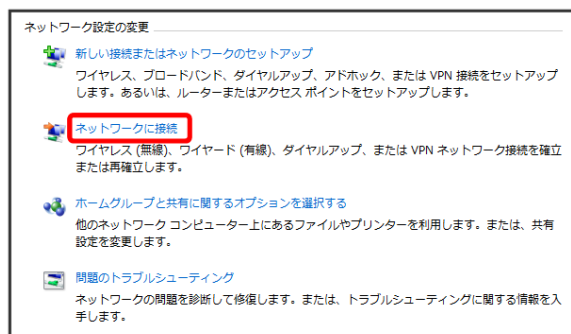 ネットワーク設定の変更
新しい接続またはネットワークのセットアップ
ワイヤレス、ブロードバンド、ダイヤルアップ、アドホック、または VPN 接続をセットアップ
します。あるいは、ルーターまたはアクセス ポイントをセットアップします。
ネットワークに接続
ワイヤレス (無線)、ワイヤード (有線)、ダイヤルアップ、または VPN ネットワーク接続を確立
または再確立します。
ホームグループと共有に関するオプションを選択する
他のネットワーク コンピューター上にあるファイルやプリンターを利用します。または、共有
設定を変更します。
問題のトラブルシューティング
ネットワークの問題を診断して修復します。または、トラブルシューティングに関する情報を入
手します。